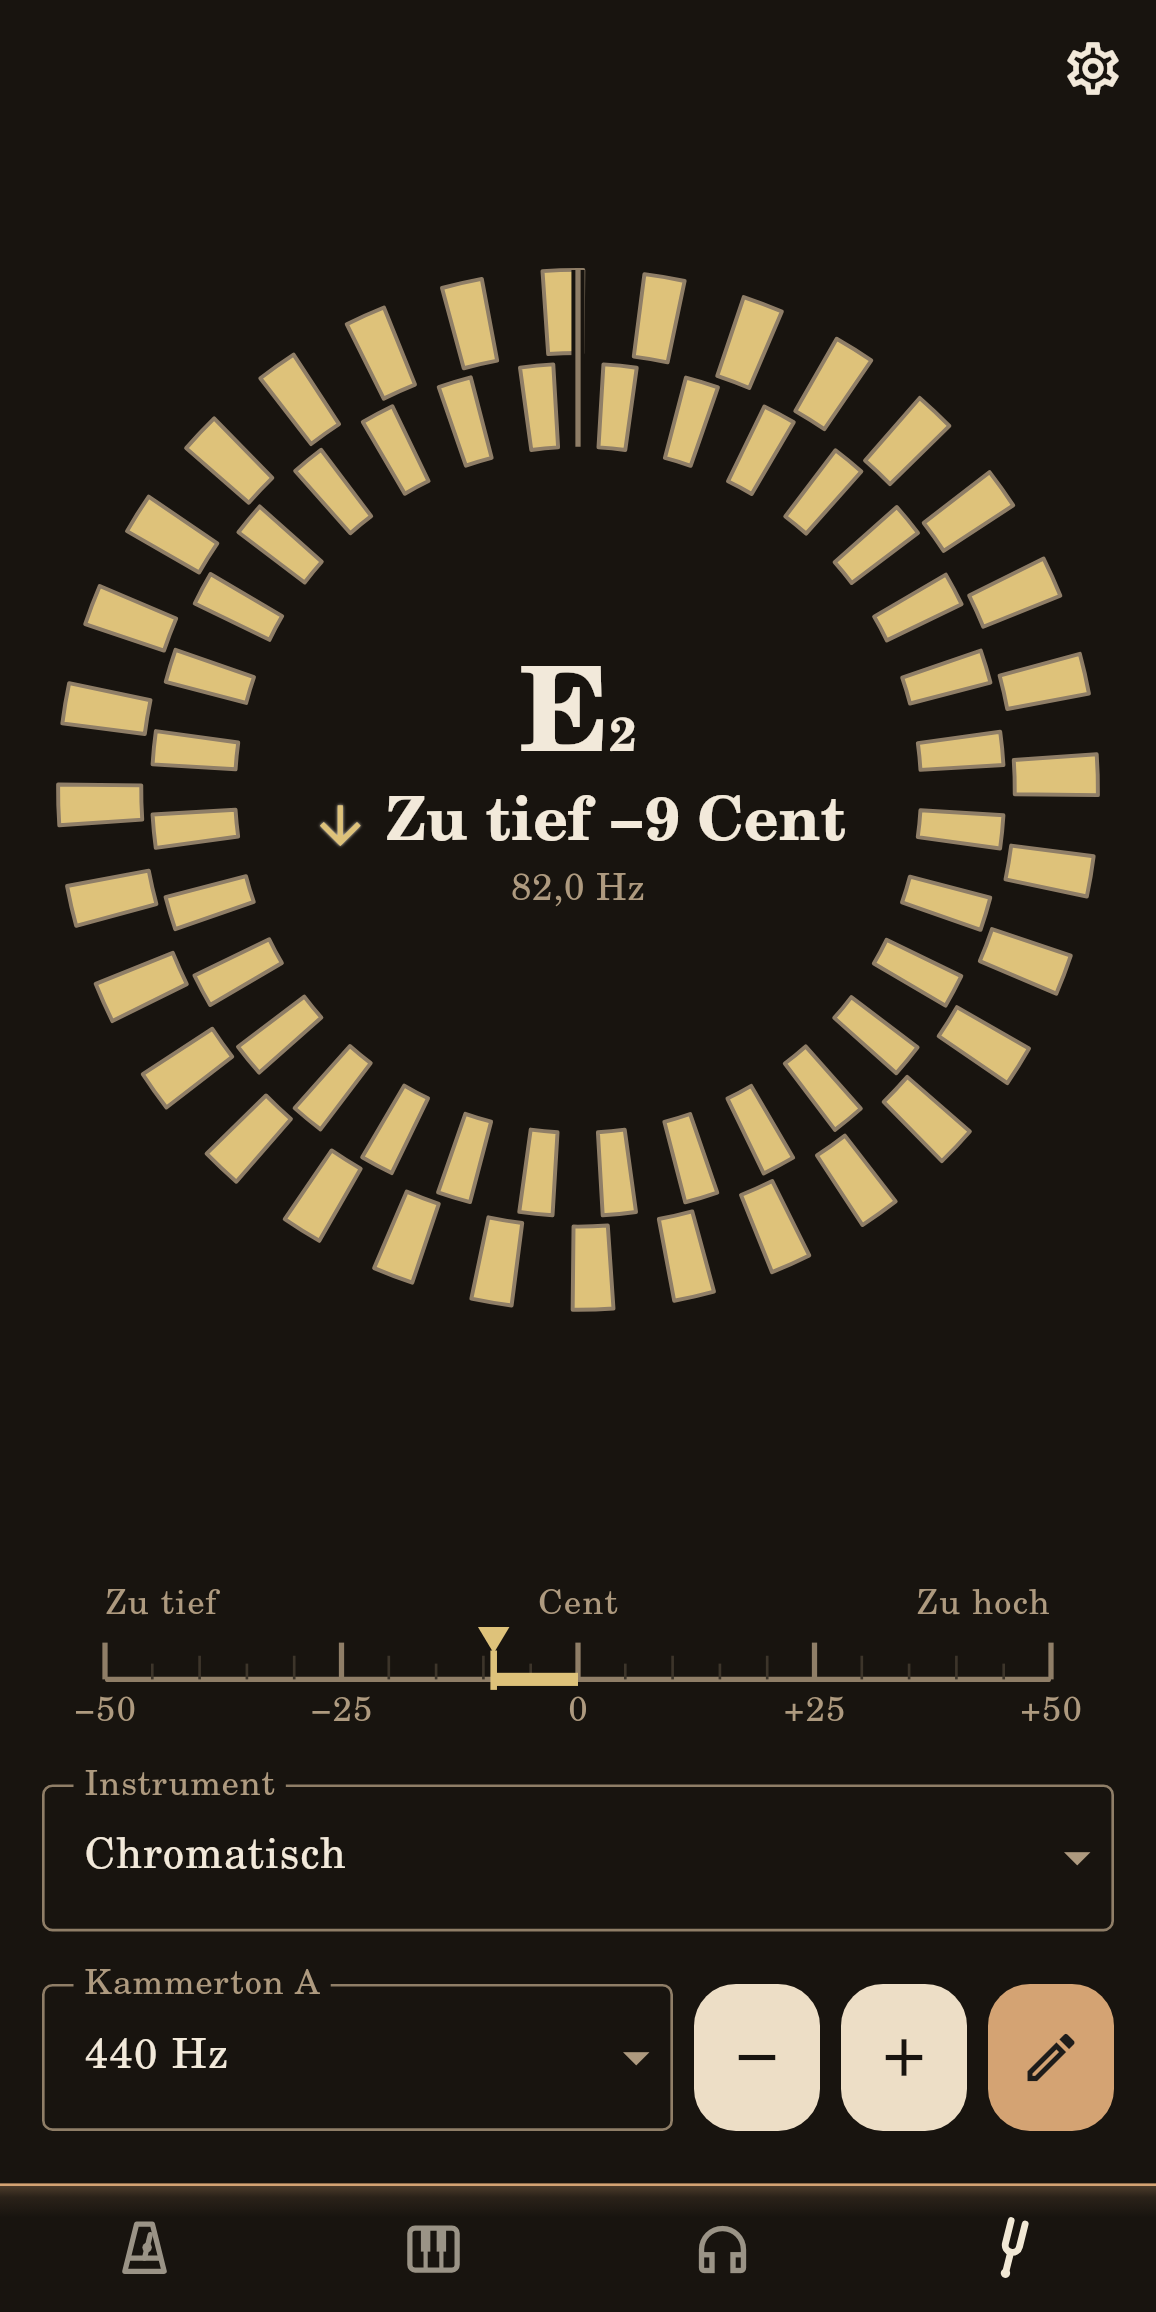 E2
Zu tief –9 Cent
82,0 Hz
Zu tief Cent Zu hoch
–50 –25 0 +25 +50
Instrument
Chromatisch
Kammerton A
440 Hz